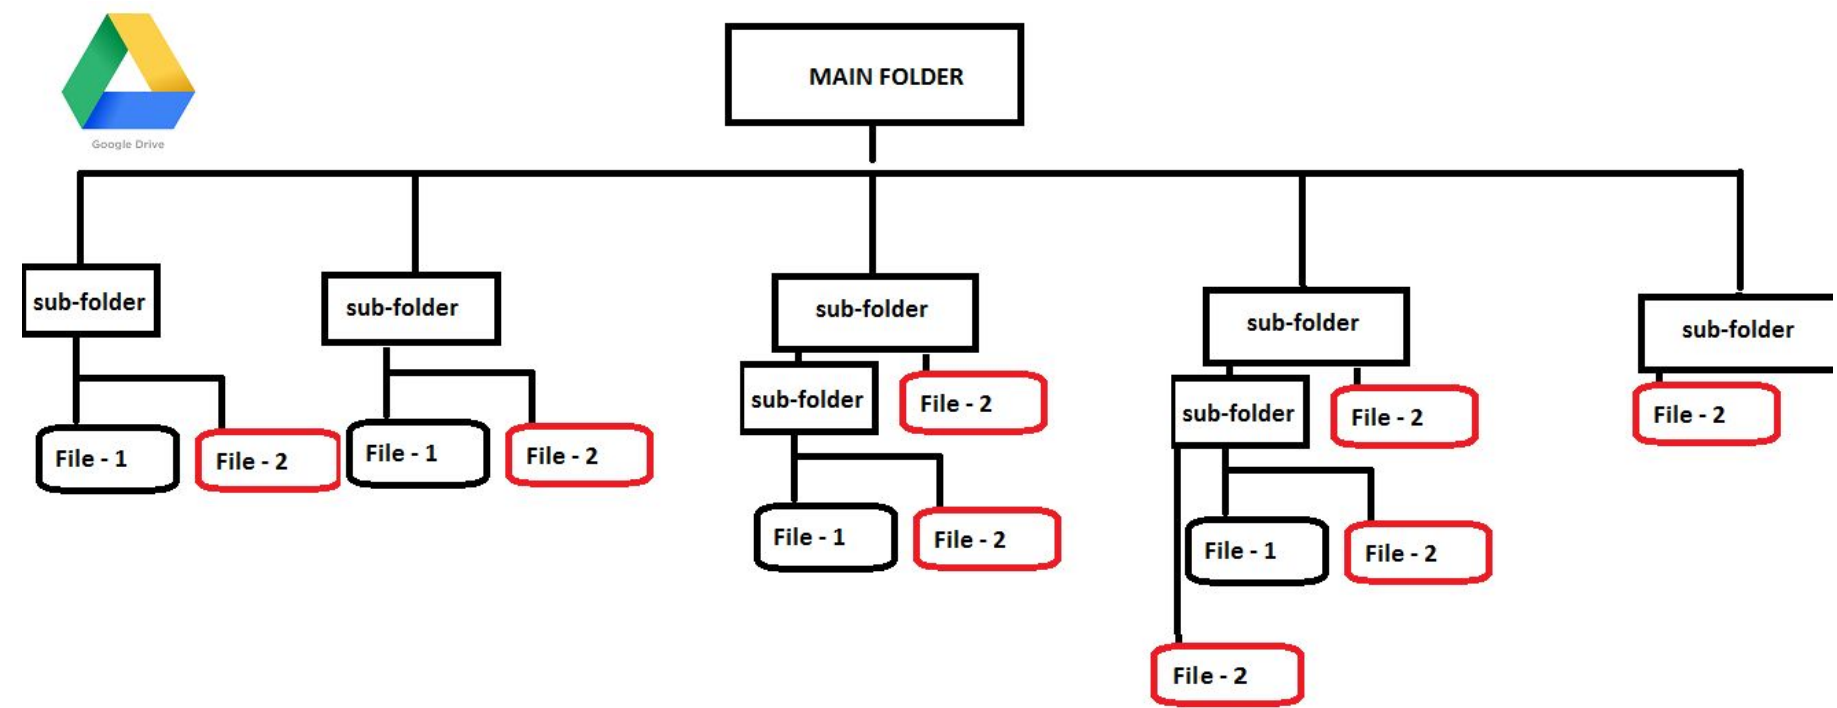 Google Drive
MAIN FOLDER
sub-folder
sub-folder
sub-folder
sub-folder
sub-folder
sub-folder
File - 2
sub-folder
File - 2
File - 2
File - 1
File - 2
File - 1
File - 2
File - 1
File - 2
File - 1
File - 2
File - 2